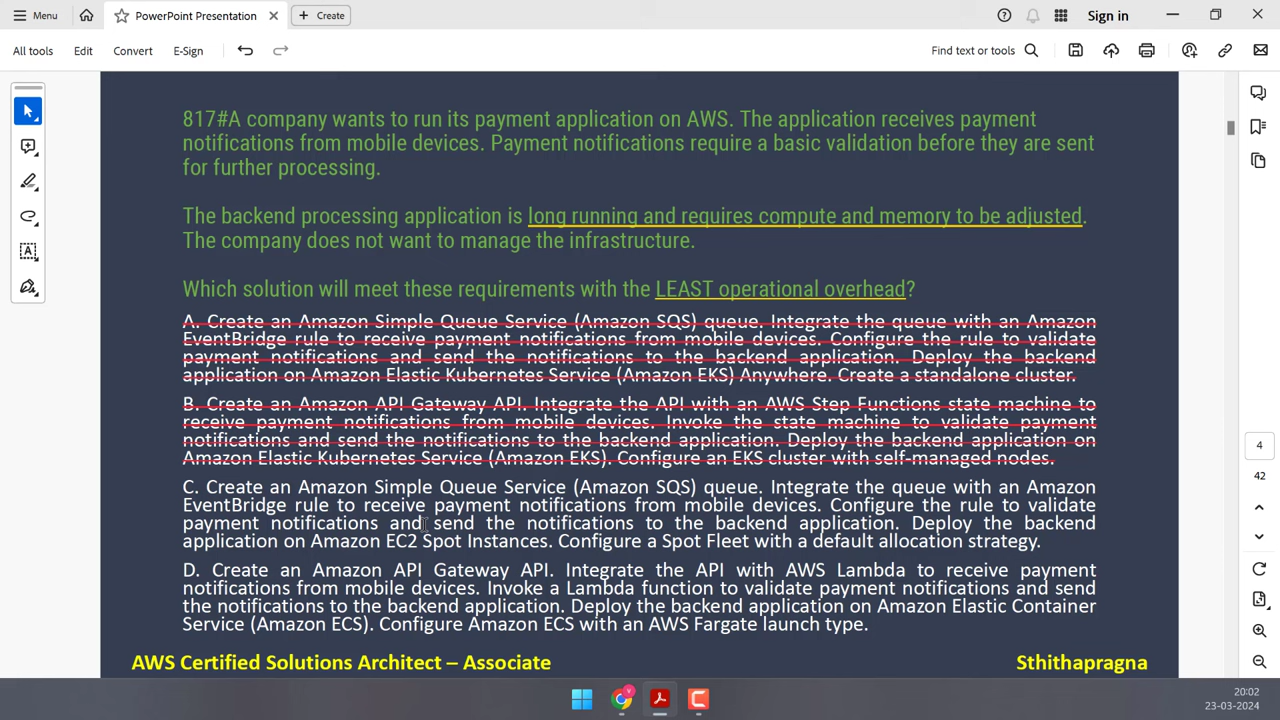 Menu
PowerPoint Presentation
Create
Sign in
All tools
Edit
Convert
E-Sign
Find text or tools
817#A company wants to run its payment application on AWS. The application receives payment
notifications from mobile devices. Payment notifications require a basic validation before they are sent
for further processing.
The backend processing application is long running and requires compute and memory to be adjusted.
The company does not want to manage the infrastructure.
Which solution will meet these requirements with the LEAST operational overhead?
A. Create an Amazon Simple Queue Service (Amazon SQS) queue. Integrate the queue with an Amazon
EventBridge rule to receive payment notifications from mobile devices. Configure the rule to validate
payment notifications and send the notifications to the backend application. Deploy the backend
application on Amazon Elastic Kubernetes Service (Amazon EKS) Anywhere. Create a standalone cluster.
B. Create an Amazon API Gateway API. Integrate the API with an AWS Step Functions state machine to
receive payment notifications from mobile devices. Invoke the state machine to validate payment
notifications and send the notifications to the backend application. Deploy the backend application on
Amazon Elastic Kubernetes Service (Amazon EKS). Configure an EKS cluster with self-managed nodes.
C. Create an Amazon Simple Queue Service (Amazon SQS) queue. Integrate the queue with an Amazon
EventBridge rule to receive payment notifications from mobile devices. Configure the rule to validate
payment notifications and send the notifications to the backend application. Deploy the backend
application on Amazon EC2 Spot Instances. Configure a Spot Fleet with a default allocation strategy.
D. Create an Amazon API Gateway API. Integrate the API with AWS Lambda to receive payment
notifications from mobile devices. Invoke a Lambda function to validate payment notifications and send
the notifications to the backend application. Deploy the backend application on Amazon Elastic Container
Service (Amazon ECS). Configure Amazon ECS with an AWS Fargate launch type.
AWS Certified Solutions Architect – Associate
Sthithapragna
4
42
20:02
23-03-2024